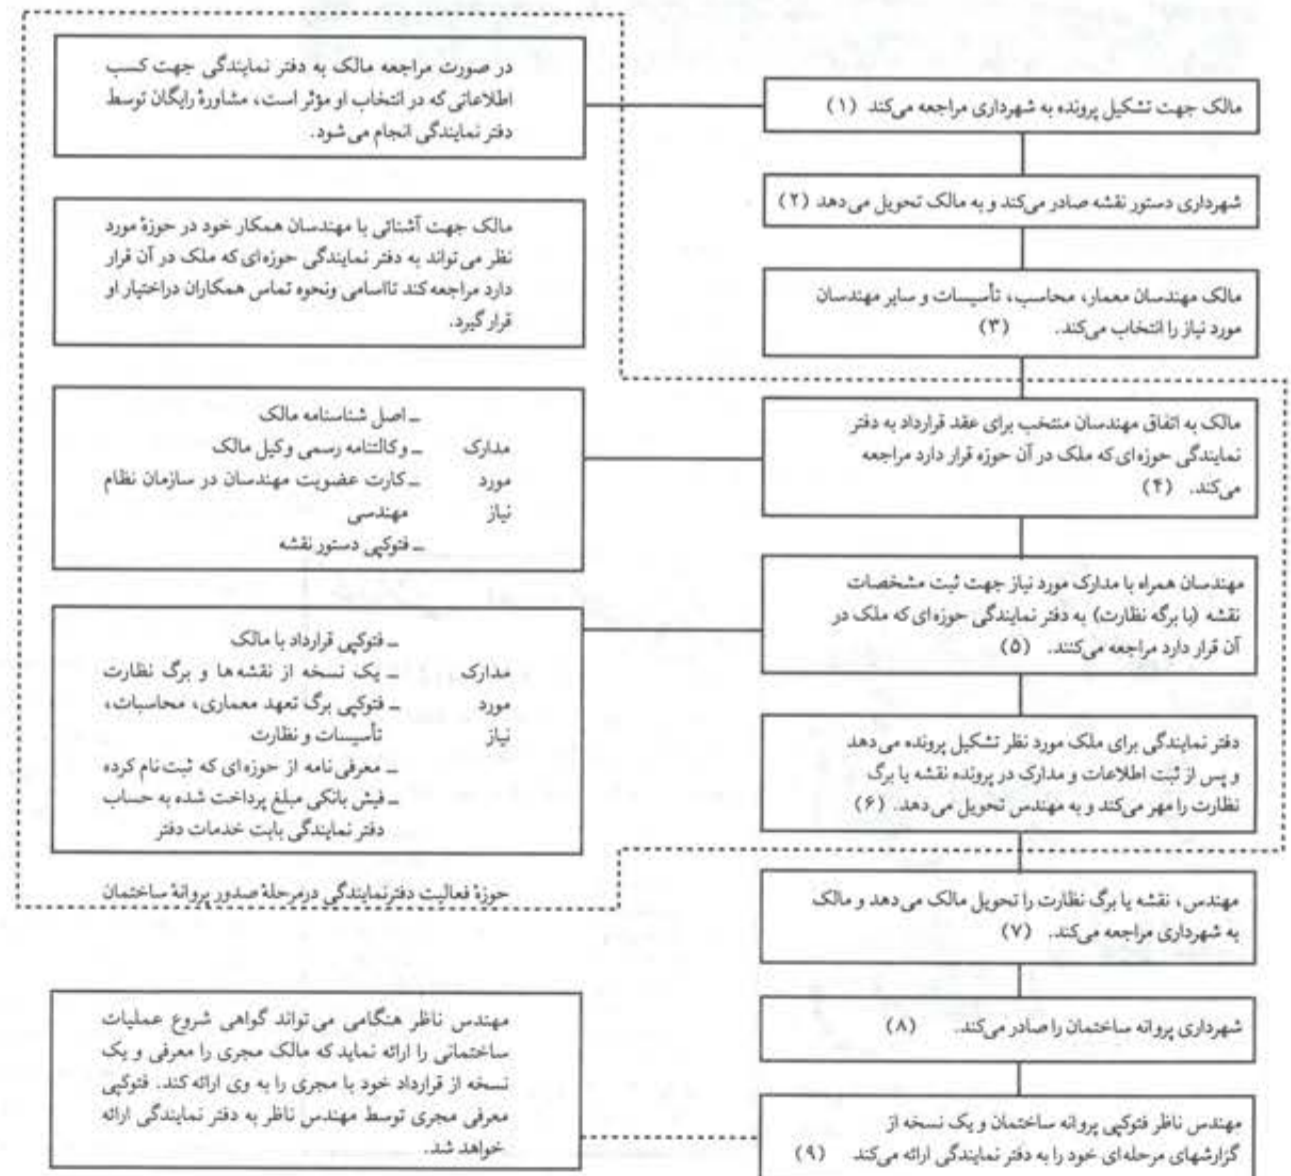 مالک جهت تشکیل پرونده به شهرداری مراجعه می‌کند (۱)
در صورت مراجعه مالک به دفتر نمایندگی جهت کسب
اطلاعاتی که در انتخاب او مؤثر است، مشاورهٔ رایگان توسط
دفتر نمایندگی انجام می‌شود.
شهرداری دستور نقشه صادر می‌کند و به مالک تحویل می‌دهد (۲)
مالک مهندسان معمار، محاسب، تأسیسات و سایر مهندسان
مورد نیاز را انتخاب می‌کند. (۳)
مالک جهت آشنائی با مهندسان همکار خود در حوزهٔ مورد
نظر می‌تواند به دفتر نمایندگی حوزه‌ای که ملک در آن قرار
دارد مراجعه کند تااسامی ونحوه تماس همکاران دراختیار او
قرار گیرد.
مالک به اتفاق مهندسان منتخب برای عقد قرارداد به دفتر
نمایندگی حوزه‌ای که ملک در آن حوزه قرار دارد مراجعه
می‌کند. (۴)
ــ اصل شناسنامه مالک
مدارک ــ وکالتنامه رسمی وکیل مالک
مورد ــ کارت عضویت مهندسان در سازمان نظام
نیاز مهندسی
ــ فتوکپی دستور نقشه
مهندسان همراه با مدارک مورد نیاز جهت ثبت مشخصات
نقشه (یا برگه نظارت) به دفتر نمایندگی حوزه‌ای که ملک در
آن قرار دارد مراجعه می‌کنند. (۵)
ــ فتوکپی قرارداد با مالک
مدارک ــ یک نسخه از نقشه‌ها و برگ نظارت
مورد ــ فتوکپی برگ تعهد معماری، محاسبات،
نیاز تأسیسات و نظارت
ــ معرفی‌نامه از حوزه‌ای که ثبت‌نام کرده
ــ فیش بانکی مبلغ پرداخت شده به حساب
دفتر نمایندگی بابت خدمات دفتر
دفتر نمایندگی برای ملک مورد نظر تشکیل پرونده می‌دهد
و پس از ثبت اطلاعات و مدارک در پرونده نقشه یا برگ
نظارت را مهر می‌کند و به مهندس تحویل می‌دهد. (۶)
حوزهٔ فعالیت دفترنمایندگی درمرحلهٔ صدور پروانهٔ ساختمان
مهندس، نقشه یا برگ نظارت را تحویل مالک می‌دهد و مالک
به شهرداری مراجعه می‌کند. (۷)
شهرداری پروانه ساختمان را صادر می‌کند. (۸)
مهندس ناظر فتوکپی پروانه ساختمان و یک نسخه از
گزارشهای مرحله‌ای خود را به دفتر نمایندگی ارائه می‌کند (۹)
مهندس ناظر هنگامی می‌تواند گواهی شروع عملیات
ساختمانی را ارائه نماید که مالک مجری را معرفی و یک
نسخه از قرارداد خود با مجری را به وی ارائه کند. فتوکپی
معرفی مجری توسط مهندس ناظر به دفتر نمایندگی ارائه
خواهد شد.